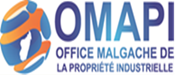 OMAPI
OFFICE MALGACHE DE
LA PROPRIÉTÉ INDUSTRIELLE